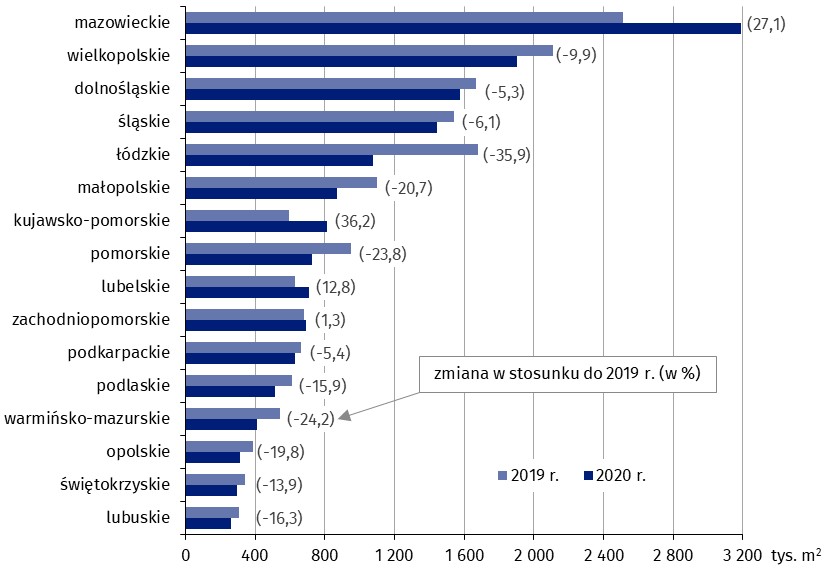 mazowieckie (27,1)
wielkopolskie (-9,9)
dolnośląskie (-5,3)
śląskie (-6,1)
łódzkie (-35,9)
małopolskie (-20,7)
kujawsko-pomorskie (36,2)
pomorskie (-23,8)
lubelskie (12,8)
zachodniopomorskie (1,3)
podkarpackie (-5,4)
zmiana w stosunku do 2019 r. (w %)
podlaskie (-15,9)
warmińsko-mazurskie (-24,2)
opolskie (-19,8)
2019 r. 2020 r.
świętokrzyskie (-13,9)
lubuskie (-16,3)
0 400 800 1 200 1 600 2 000 2 400 2 800 3 200 tys. m²